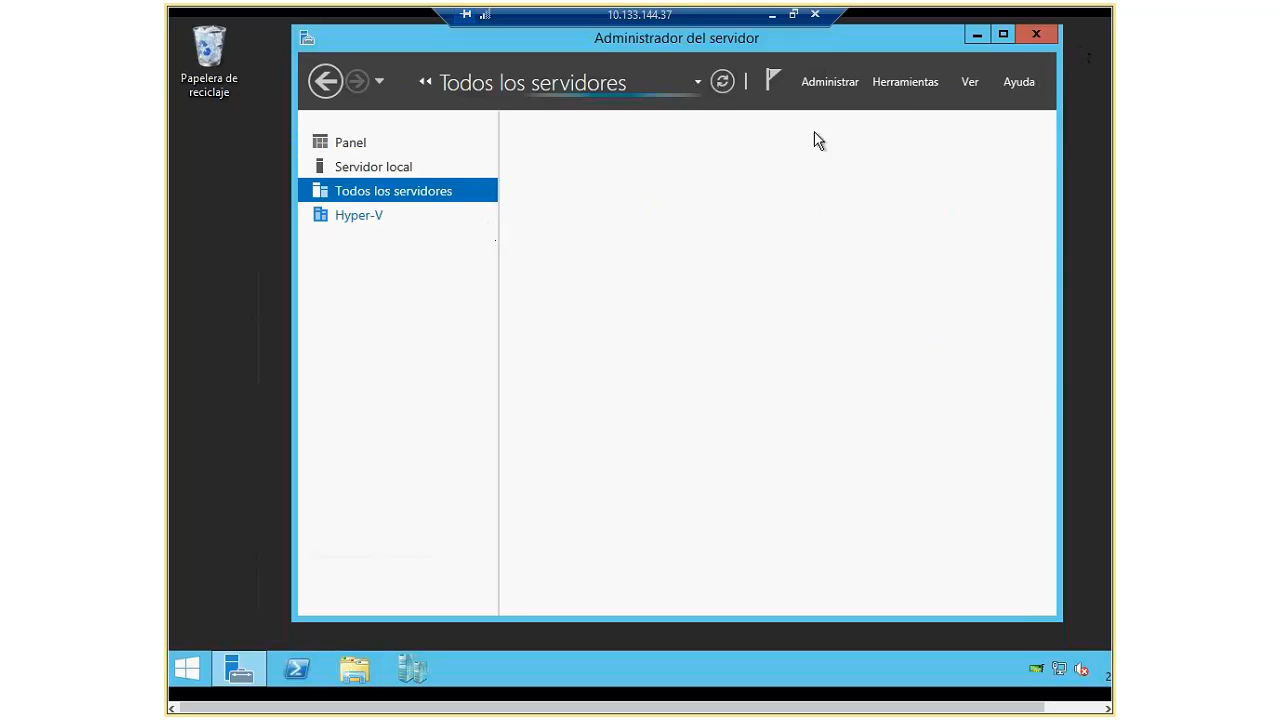 10.133.144.37
Papelera de
reciclaje
Administrador del servidor
Todos los servidores
Administrar
Herramientas
Ver
Ayuda
Panel
Servidor local
Todos los servidores
Hyper-V
2